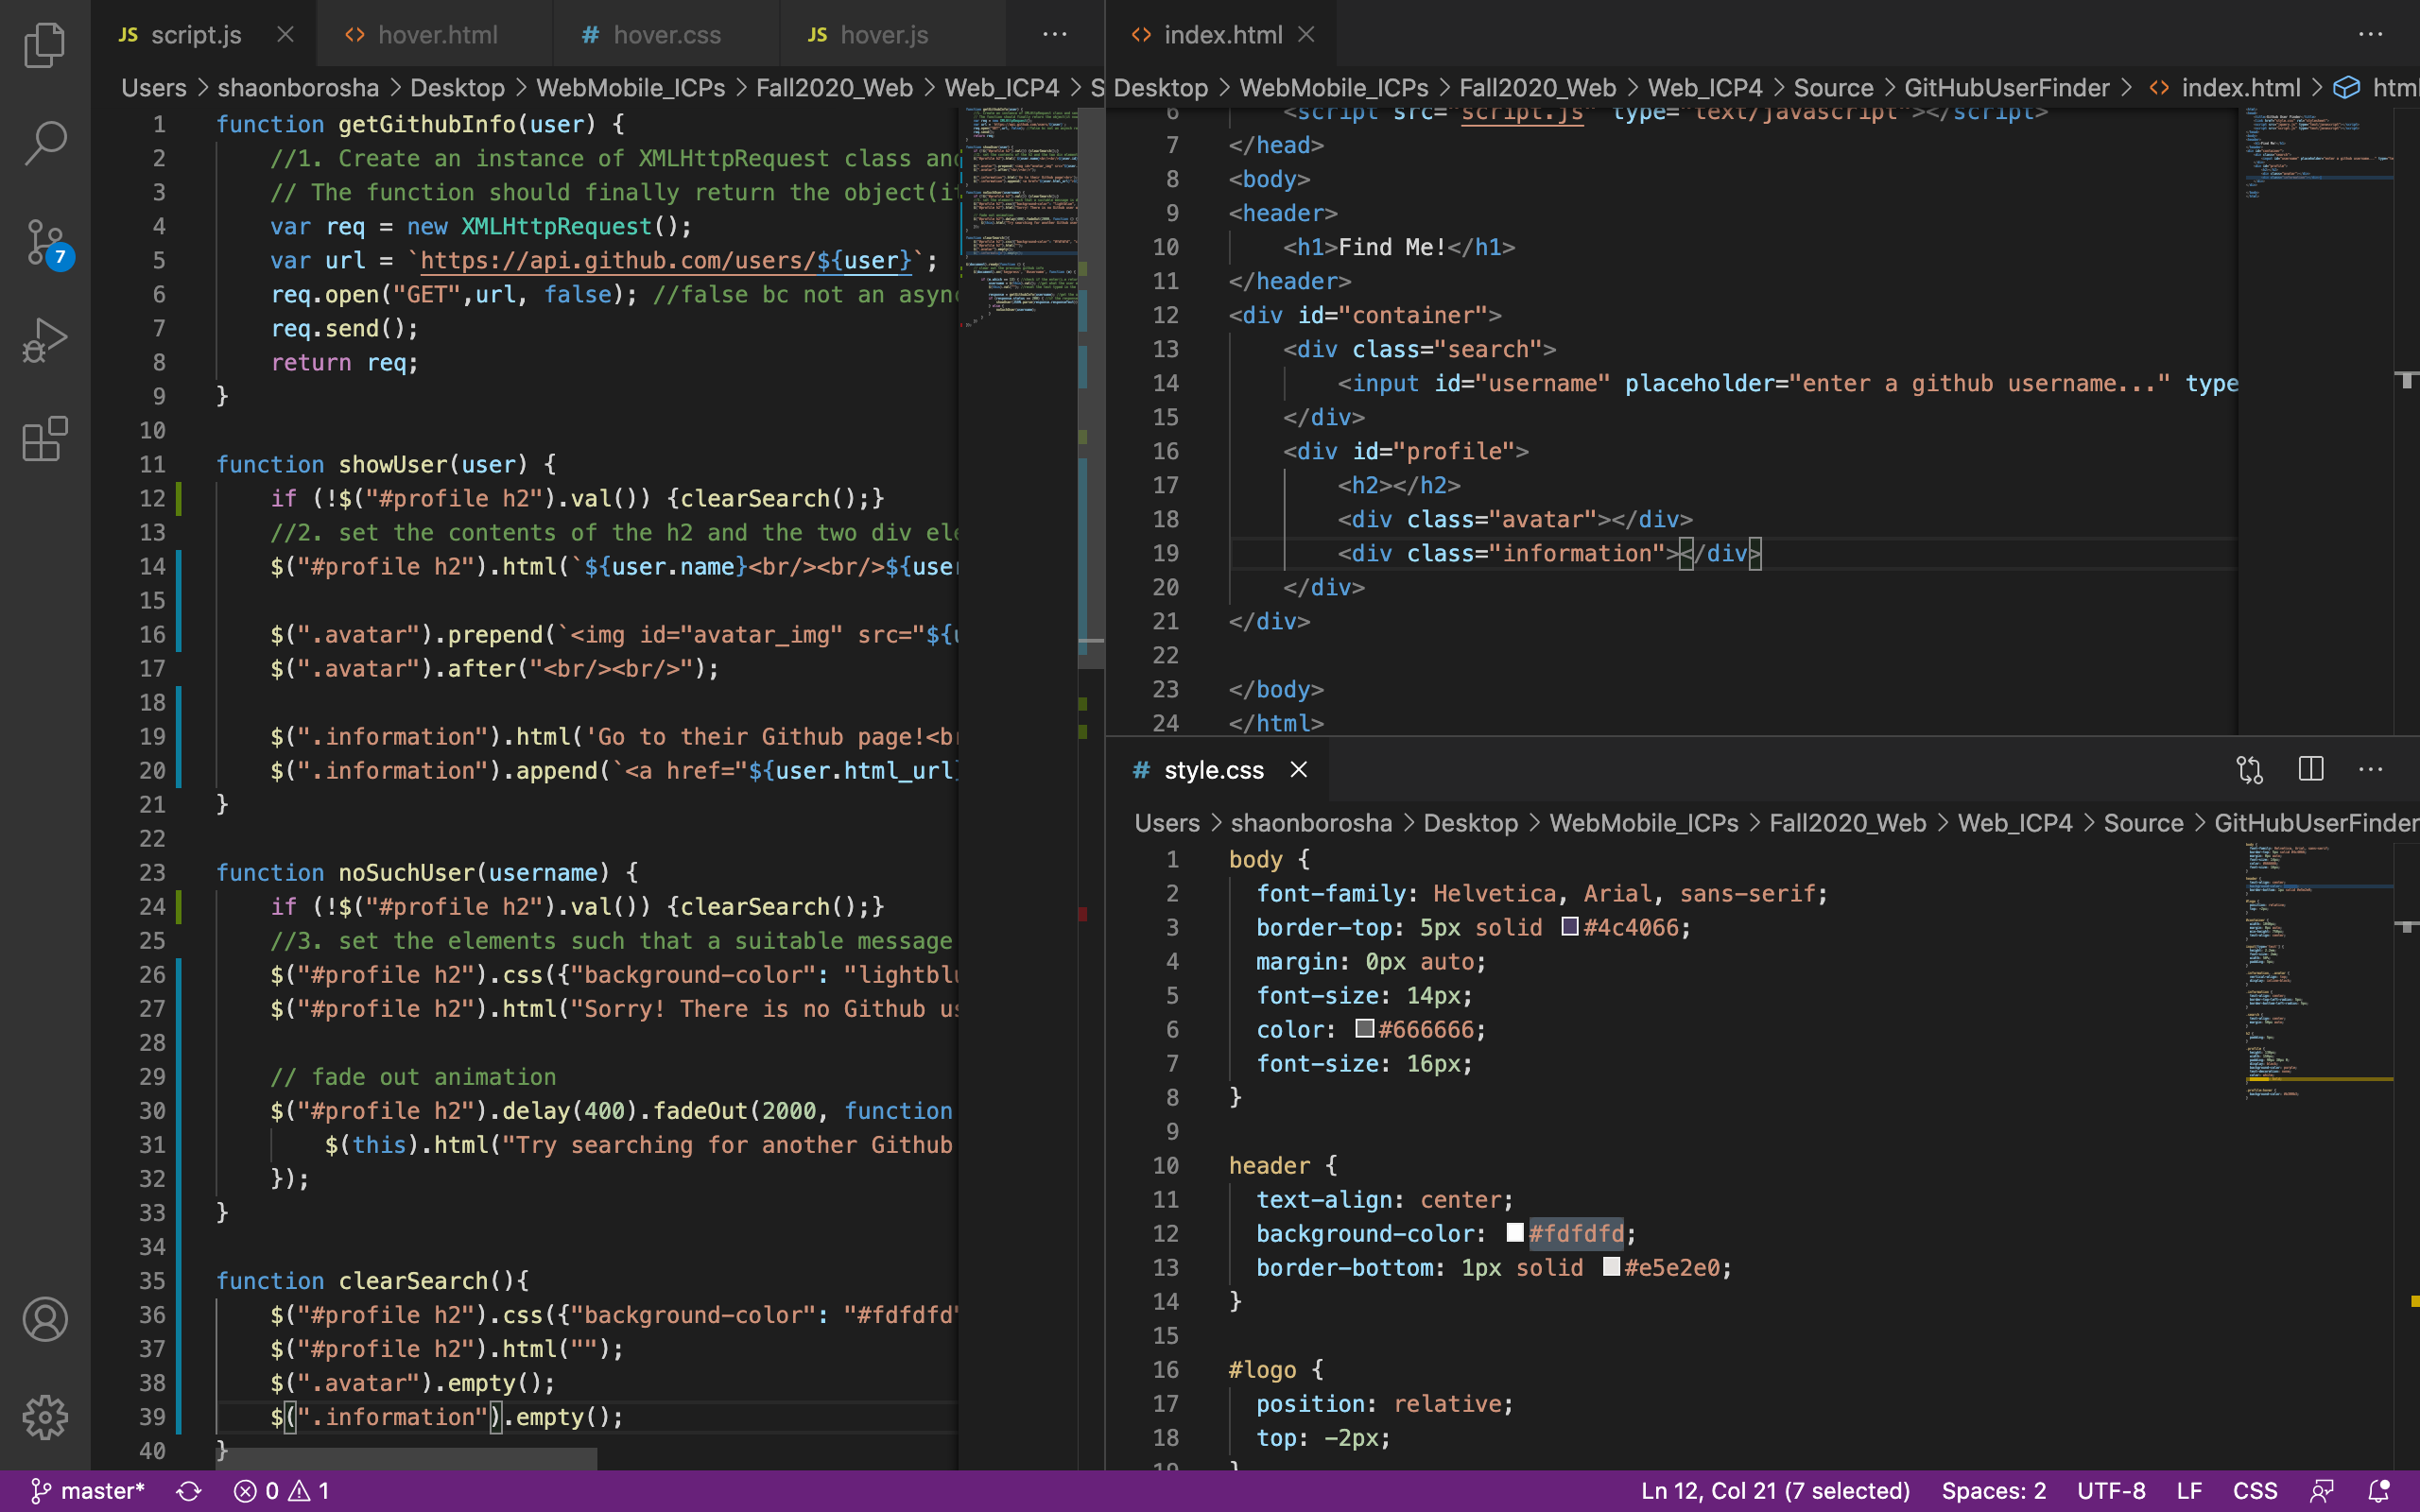 JS script.js
<> hover.html
# hover.css
JS hover.js
...
Users > shaonborosha > Desktop > WebMobile_ICPs > Fall2020_Web > Web_ICP4 > S
1 function getGithubInfo(user) {
2 //1. Create an instance of XMLHttpRequest class and
3 // The function should finally return the object(it
4 var req = new XMLHttpRequest();
5 var url = `https://api.github.com/users/${user}`;
6 req.open("GET",url, false); //false bc not an async
7 req.send();
8 return req;
9 }
10
11 function showUser(user) {
12 if (!$("#profile h2").val()) {clearSearch();}
13 //2. set the contents of the h2 and the two div ele
14 $("#profile h2").html(`${user.name}<br/><br/>${user
15
16 $(".avatar").prepend(`<img id="avatar_img" src="${u
17 $(".avatar").after("<br/><br/>");
18
19 $(".information").html('Go to their Github page!<br
20 $(".information").append(`<a href="${user.html_url}
21 }
22
23 function noSuchUser(username) {
24 if (!$("#profile h2").val()) {clearSearch();}
25 //3. set the elements such that a suitable message
26 $("#profile h2").css({"background-color": "lightblu
27 $("#profile h2").html("Sorry! There is no Github us
28
29 // fade out animation
30 $("#profile h2").delay(400).fadeOut(2000, function
31 $(this).html("Try searching for another Github
32 });
33 }
34
35 function clearSearch(){
36 $("#profile h2").css({"background-color": "#fdfdfd"
37 $("#profile h2").html("");
38 $(".avatar").empty();
39 $(".information").empty();
40 }
<> index.html
...
Desktop > WebMobile_ICPs > Fall2020_Web > Web_ICP4 > Source > GitHubUserFinder > <> index.html > html
6 <script src="script.js" type="text/javascript"></script>
7 </head>
8 <body>
9 <header>
10 <h1>Find Me!</h1>
11 </header>
12 <div id="container">
13 <div class="search">
14 <input id="username" placeholder="enter a github username..." type
15 </div>
16 <div id="profile">
17 <h2></h2>
18 <div class="avatar"></div>
19 <div class="information"></div>
20 </div>
21 </div>
22
23 </body>
24 </html>
# style.css
...
Users > shaonborosha > Desktop > WebMobile_ICPs > Fall2020_Web > Web_ICP4 > Source > GitHubUserFinder
1 body {
2 font-family: Helvetica, Arial, sans-serif;
3 border-top: 5px solid #4c4066;
4 margin: 0px auto;
5 font-size: 14px;
6 color: #666666;
7 font-size: 16px;
8 }
9
10 header {
11 text-align: center;
12 background-color: #fdfdfd;
13 border-bottom: 1px solid #e5e2e0;
14 }
15
16 #logo {
17 position: relative;
18 top: -2px;
19 }
7
master* 0 1
Ln 12, Col 21 (7 selected) Spaces: 2 UTF-8 LF CSS